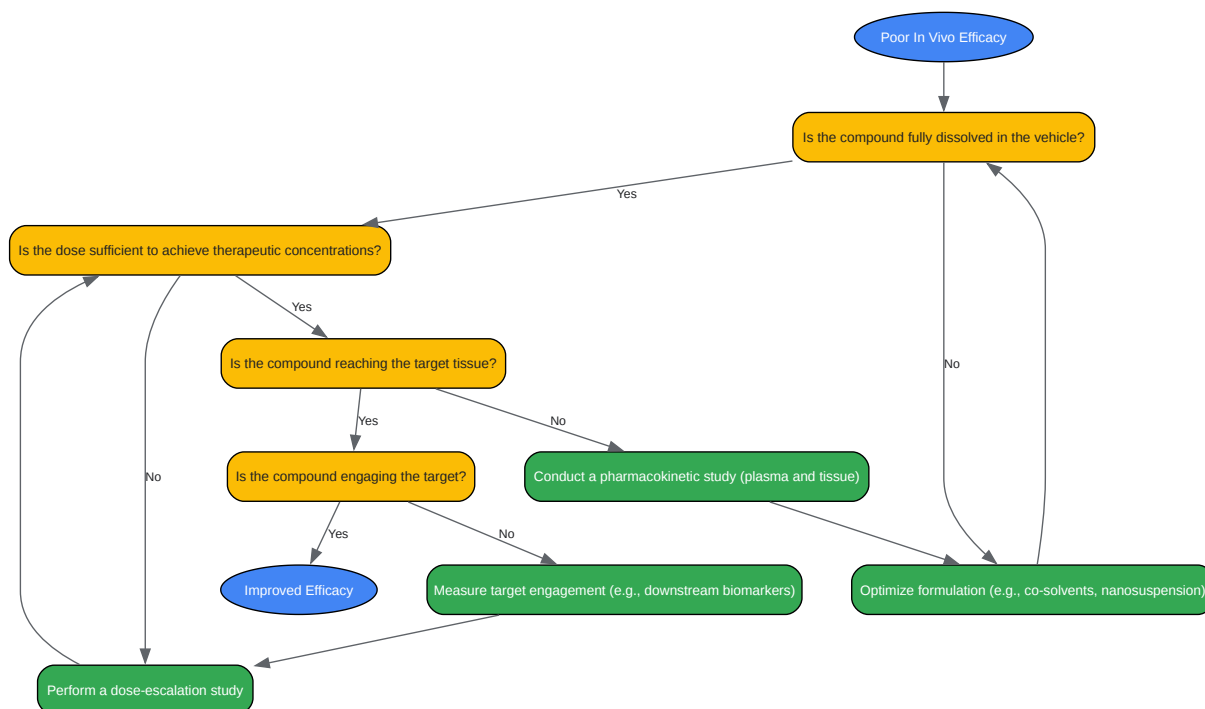 Poor In Vivo Efficacy
Is the compound fully dissolved in the vehicle?
Yes
Is the dose sufficient to achieve therapeutic concentrations?
Yes
Is the compound reaching the target tissue?
No
Yes
No
Is the compound engaging the target?
Conduct a pharmacokinetic study (plasma and tissue)
No
Yes
No
Improved Efficacy
Measure target engagement (e.g., downstream biomarkers)
Optimize formulation (e.g., co-solvents, nanosuspension)
Perform a dose-escalation study